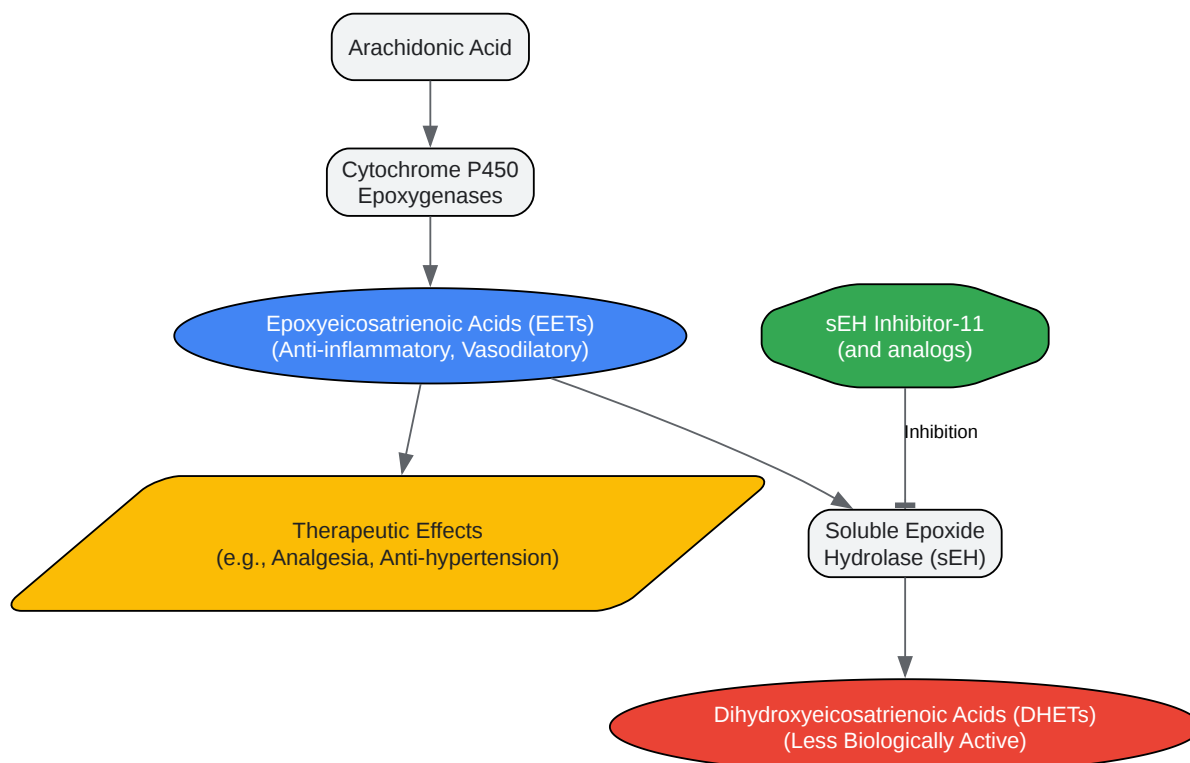 Arachidonic Acid
Cytochrome P450
Epoxygenases
Epoxyeicosatrienoic Acids (EETs)
(Anti-inflammatory, Vasodilatory)
sEH Inhibitor-11
(and analogs)
Inhibition
Therapeutic Effects
(e.g., Analgesia, Anti-hypertension)
Soluble Epoxide
Hydrolase (sEH)
Dihydroxyeicosatrienoic Acids (DHETs)
(Less Biologically Active)